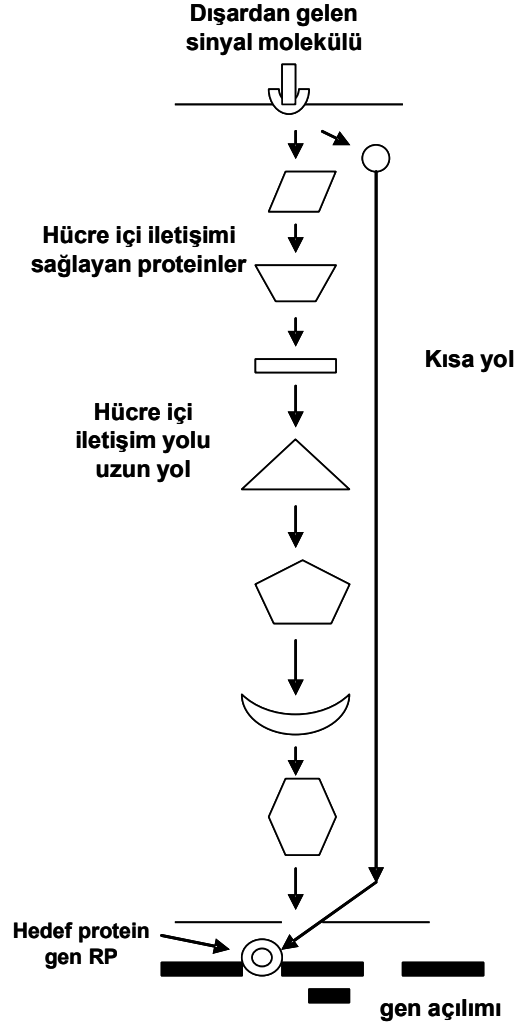 Dışardan gelen
sinyal molekülü
Hücre içi iletişimi
sağlayan proteinler
Kısa yol
Hücre içi
iletişim yolu
uzun yol
Hedef protein
gen RP
gen açılımı